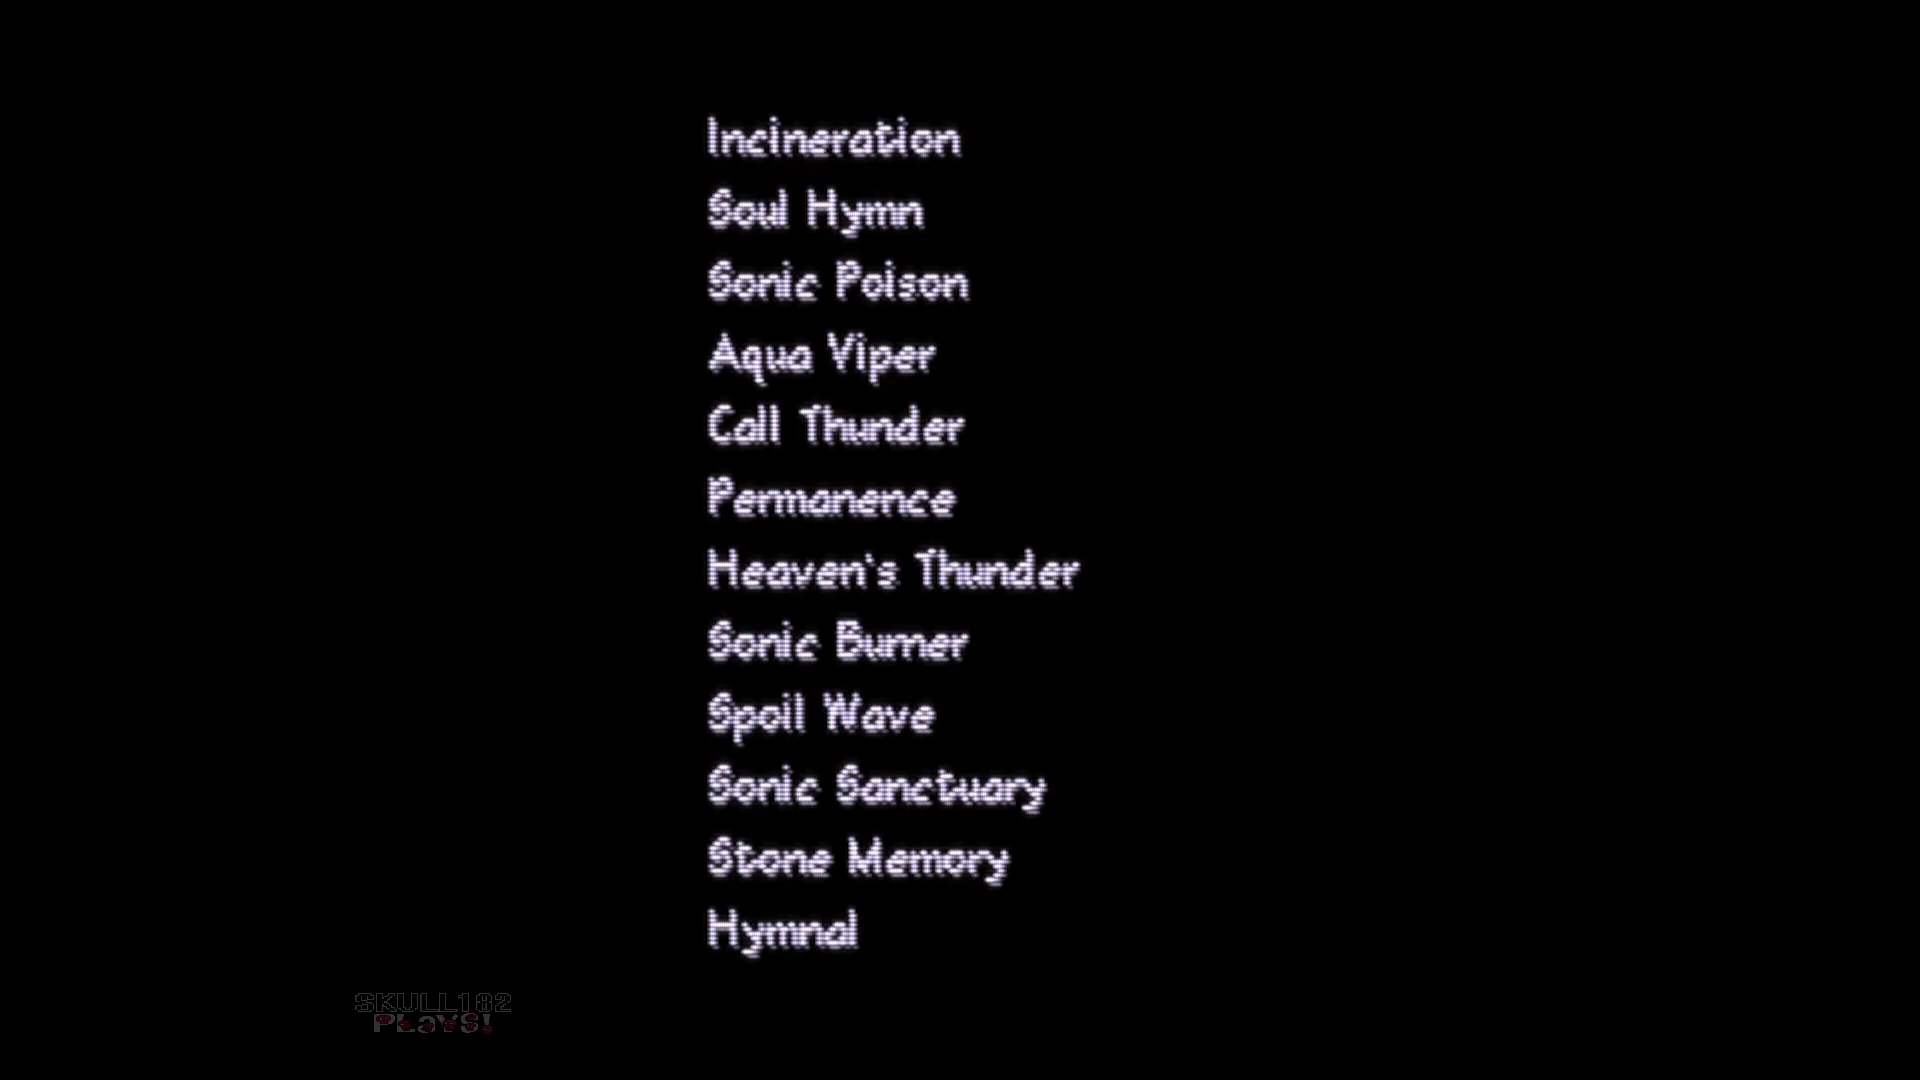 Incineration
Soul Hymn
Sonic Poison
Aqua Viper
Call Thunder
Permanence
Heaven's Thunder
Sonic Burner
Spoil Wave
Sonic Sanctuary
Stone Memory
Hymnal
SKULL182
PLaYS!